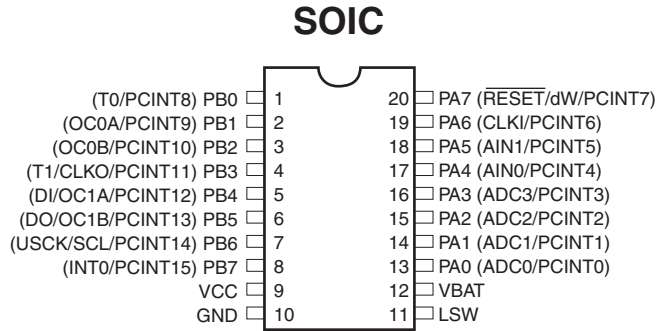 SOIC
(T0/PCINT8) PB0 1 20 PA7 (RESET/dW/PCINT7)
(OC0A/PCINT9) PB1 2 19 PA6 (CLKI/PCINT6)
(OC0B/PCINT10) PB2 3 18 PA5 (AIN1/PCINT5)
(T1/CLKO/PCINT11) PB3 4 17 PA4 (AIN0/PCINT4)
(DI/OC1A/PCINT12) PB4 5 16 PA3 (ADC3/PCINT3)
(DO/OC1B/PCINT13) PB5 6 15 PA2 (ADC2/PCINT2)
(USCK/SCL/PCINT14) PB6 7 14 PA1 (ADC1/PCINT1)
(INT0/PCINT15) PB7 8 13 PA0 (ADC0/PCINT0)
VCC 9 12 VBAT
GND 10 11 LSW